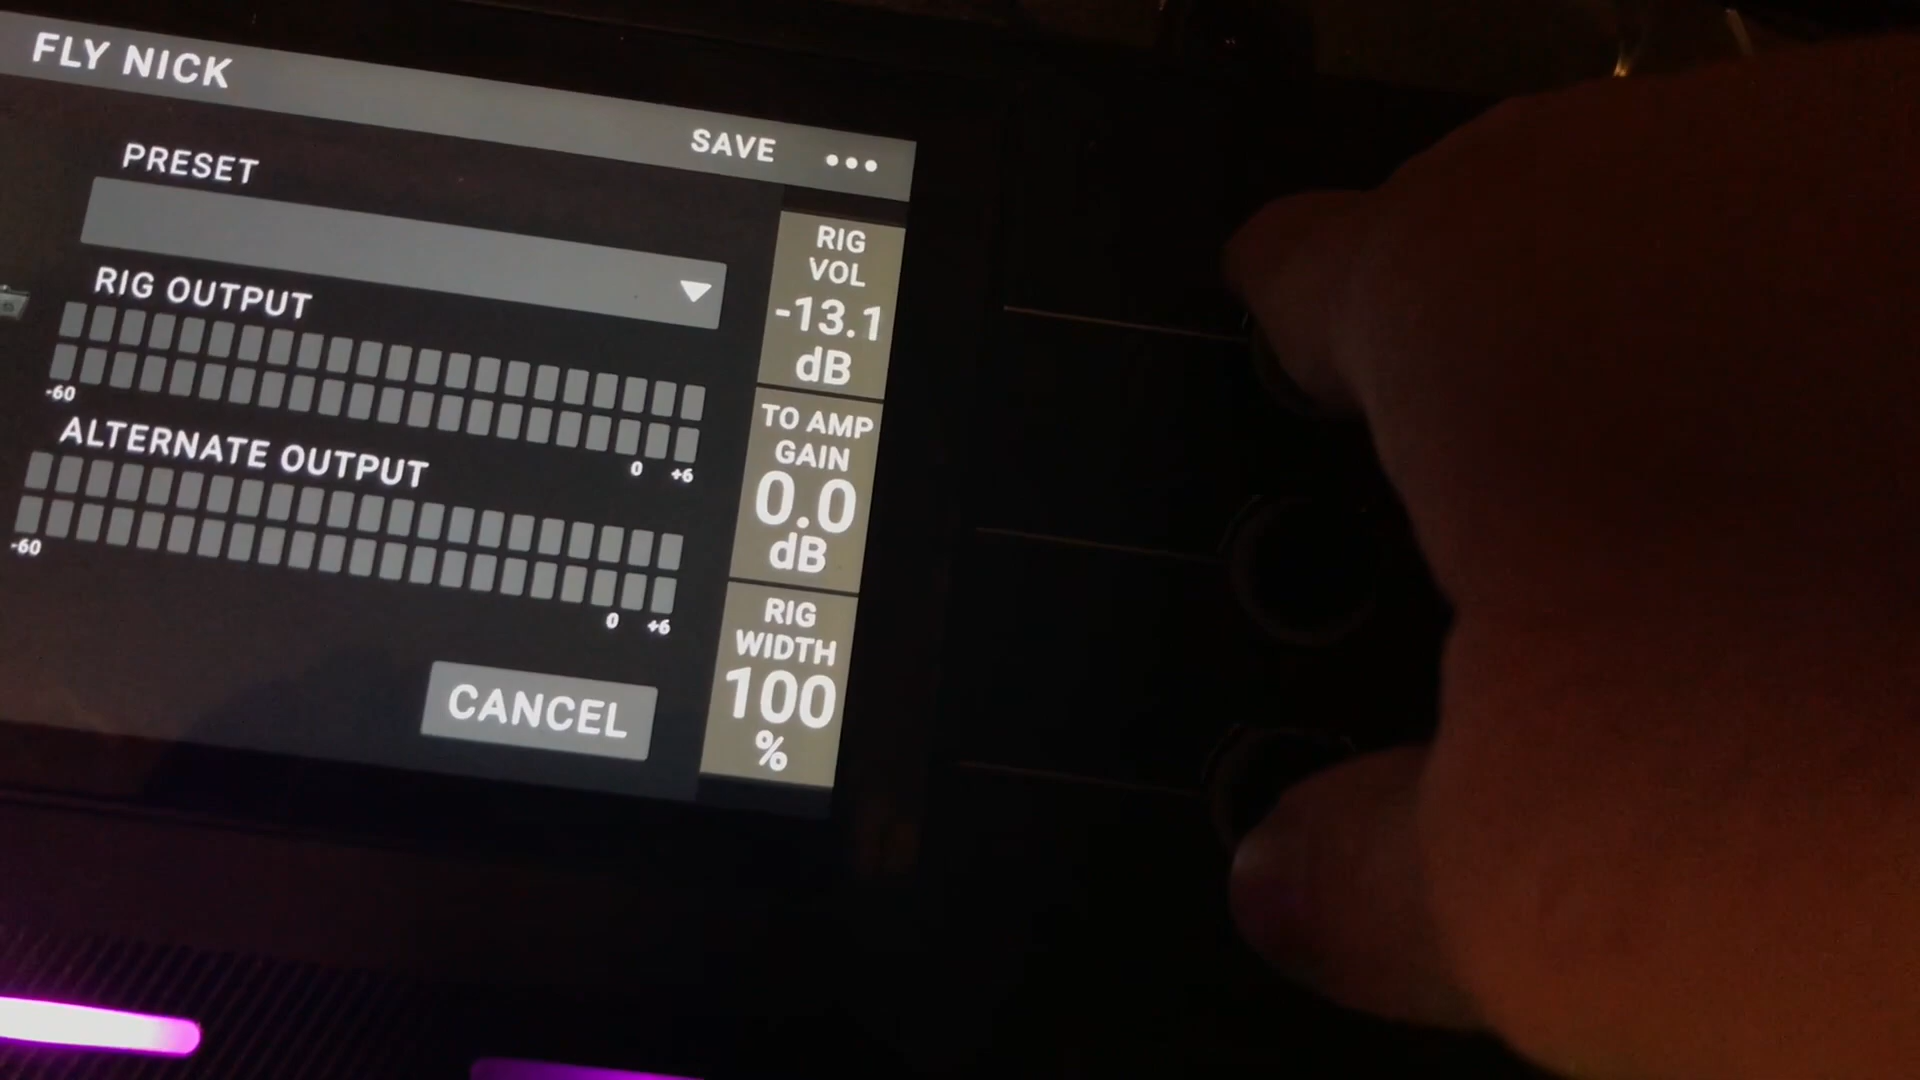 FLY NICK
SAVE
PRESET
RIG OUTPUT
-60
0 +6
ALTERNATE OUTPUT
-60
0 +6
CANCEL
RIG
VOL
-13.1
dB
TO AMP
GAIN
0.0
dB
RIG
WIDTH
100
%